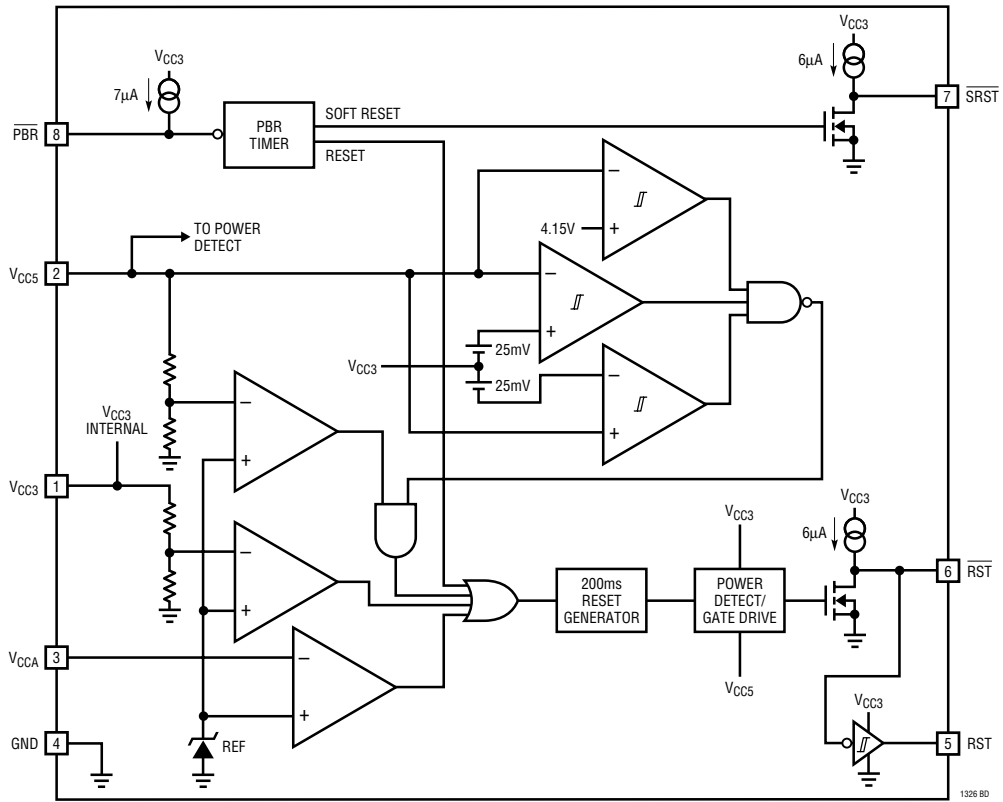 VCC3
6µA
7
SRST
VCC3
7µA
PBR
8
PBR
TIMER
SOFT RESET
RESET
–
4.15V
+
TO POWER
DETECT
VCC5
2
–
+
25mV
VCC3
25mV
–
+
VCC3
INTERNAL
–
+
VCC3
1
–
+
VCC3
6µA
6
RST
200ms
RESET
GENERATOR
VCC3
POWER
DETECT/
GATE DRIVE
VCC5
VCCA
3
–
+
REF
GND
4
VCC3
5
RST
1326 BD